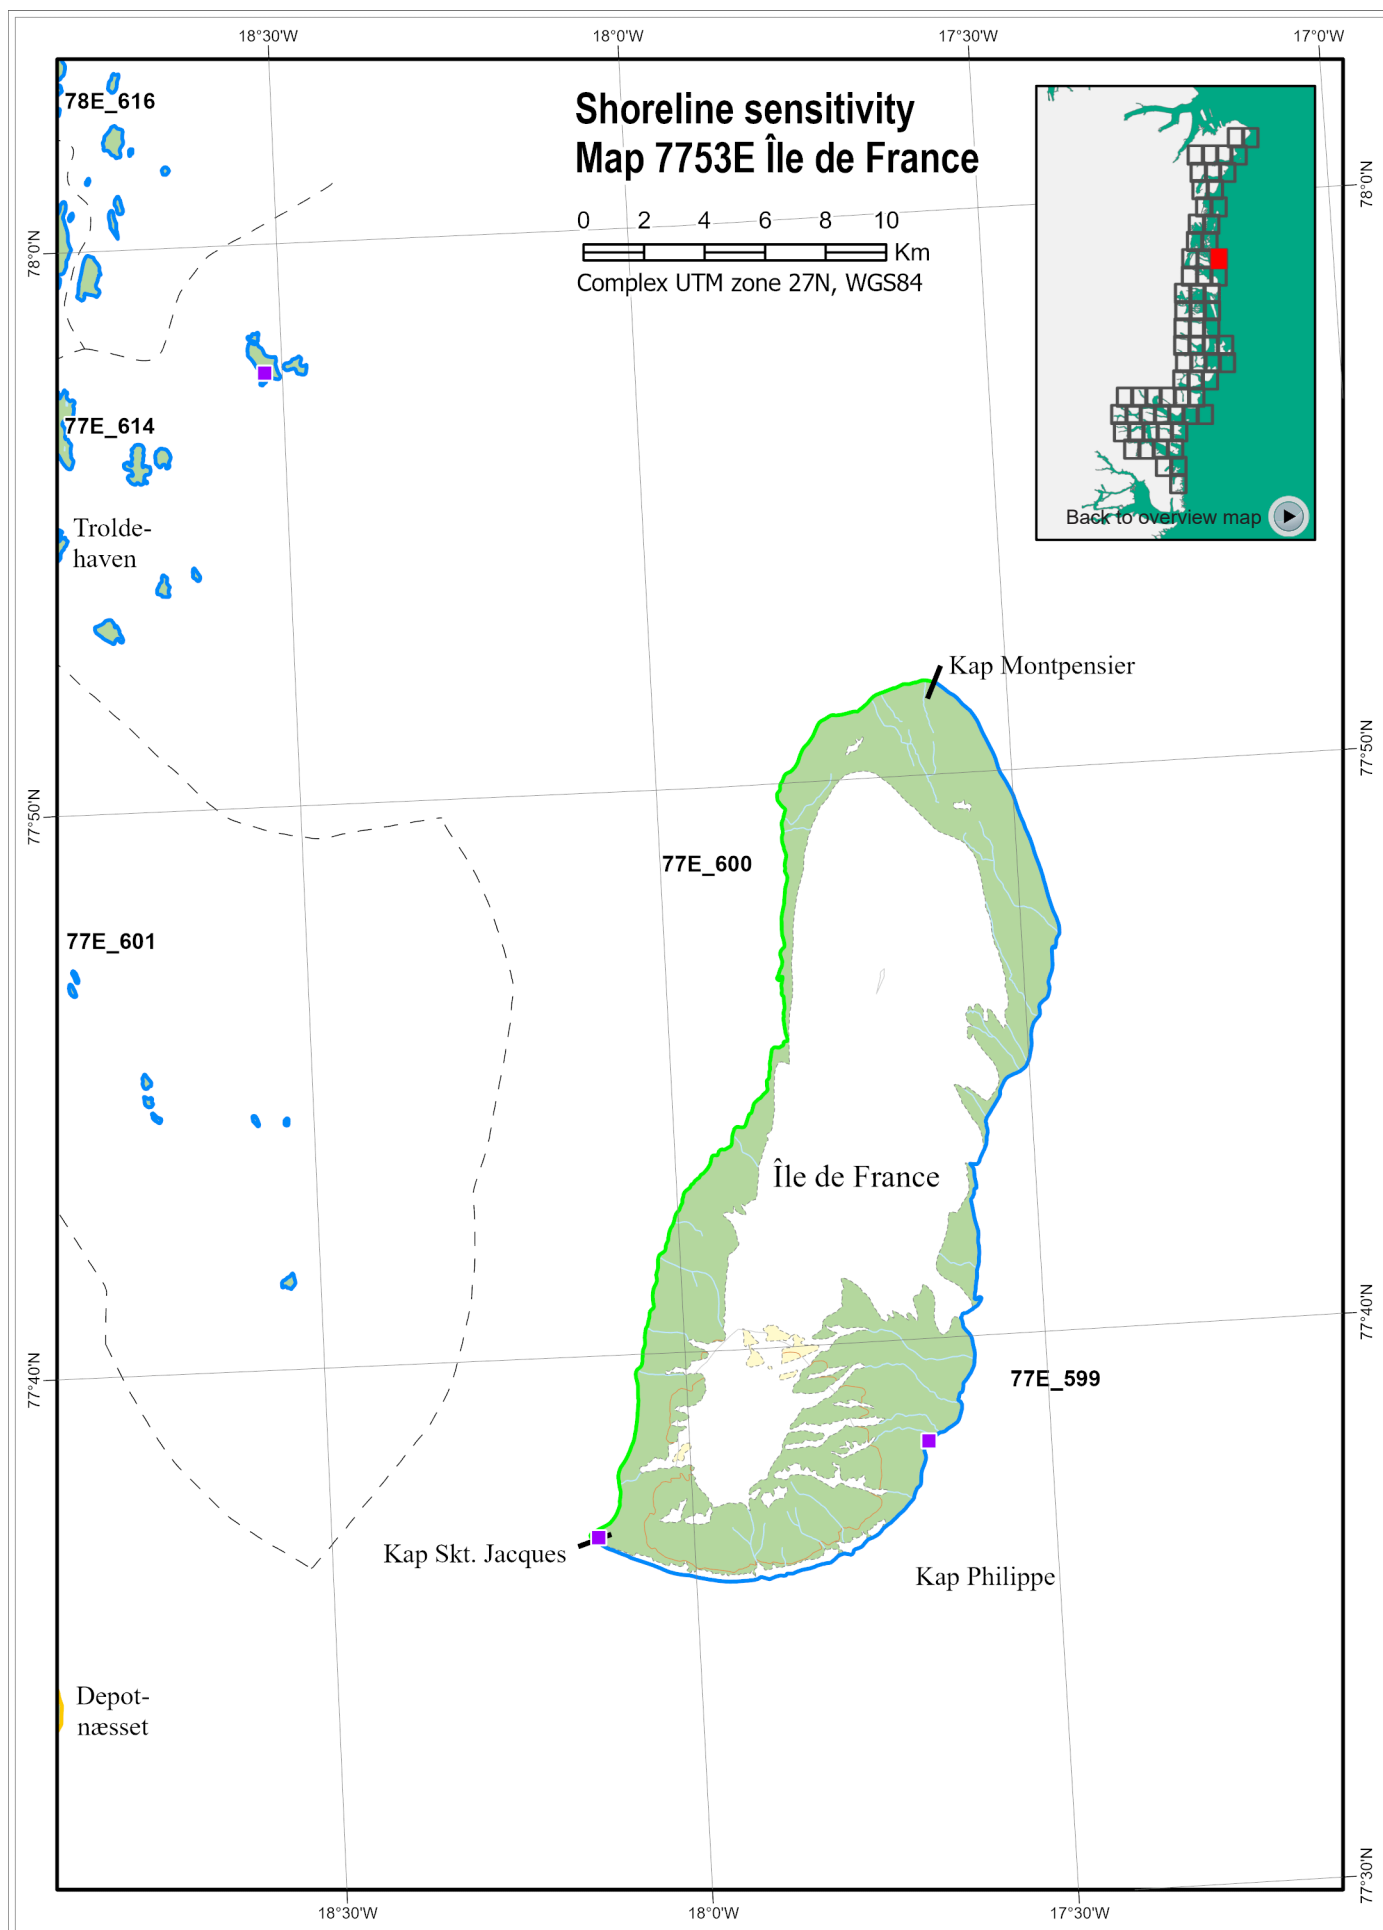 18°30'W
18°0'W
17°30'W
17°0'W
78E_616
Shoreline sensitivity
Map 7753E Île de France
0 2 4 6 8 10
Km
Complex UTM zone 27N, WGS84
78°0'N
78°0'N
Back to overview map
77E_614
Trolde-
haven
Kap Montpensier
77°50'N
77°50'N
77E_600
77E_601
Île de France
77°40'N
77°40'N
77E_599
Kap Skt. Jacques
Kap Philippe
Depot-
næsset
77°30'N
18°30'W
18°0'W
17°30'W